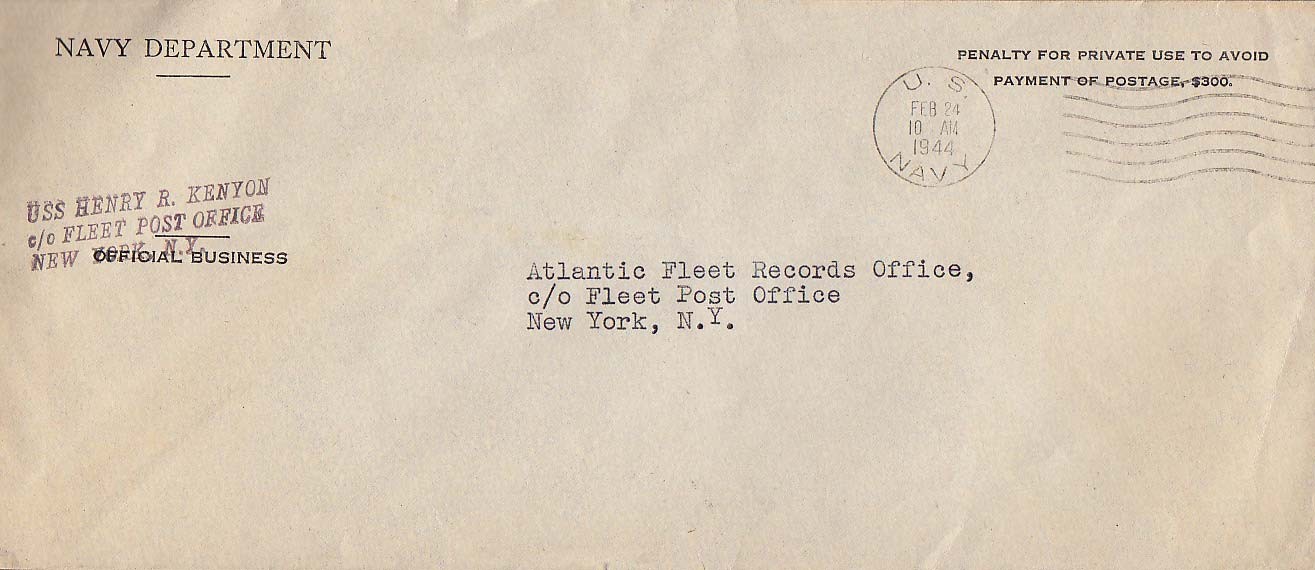 NAVY DEPARTMENT
PENALTY FOR PRIVATE USE TO AVOID
PAYMENT OF POSTAGE, $300.
U. S.
FEB 24
10 AM
1944
NAVY
USS HENRY R. KENYON
c/o FLEET POST OFFICE
NEW YORK, N.Y.
OFFICIAL BUSINESS
Atlantic Fleet Records Office,
c/o Fleet Post Office
New York, N.Y.